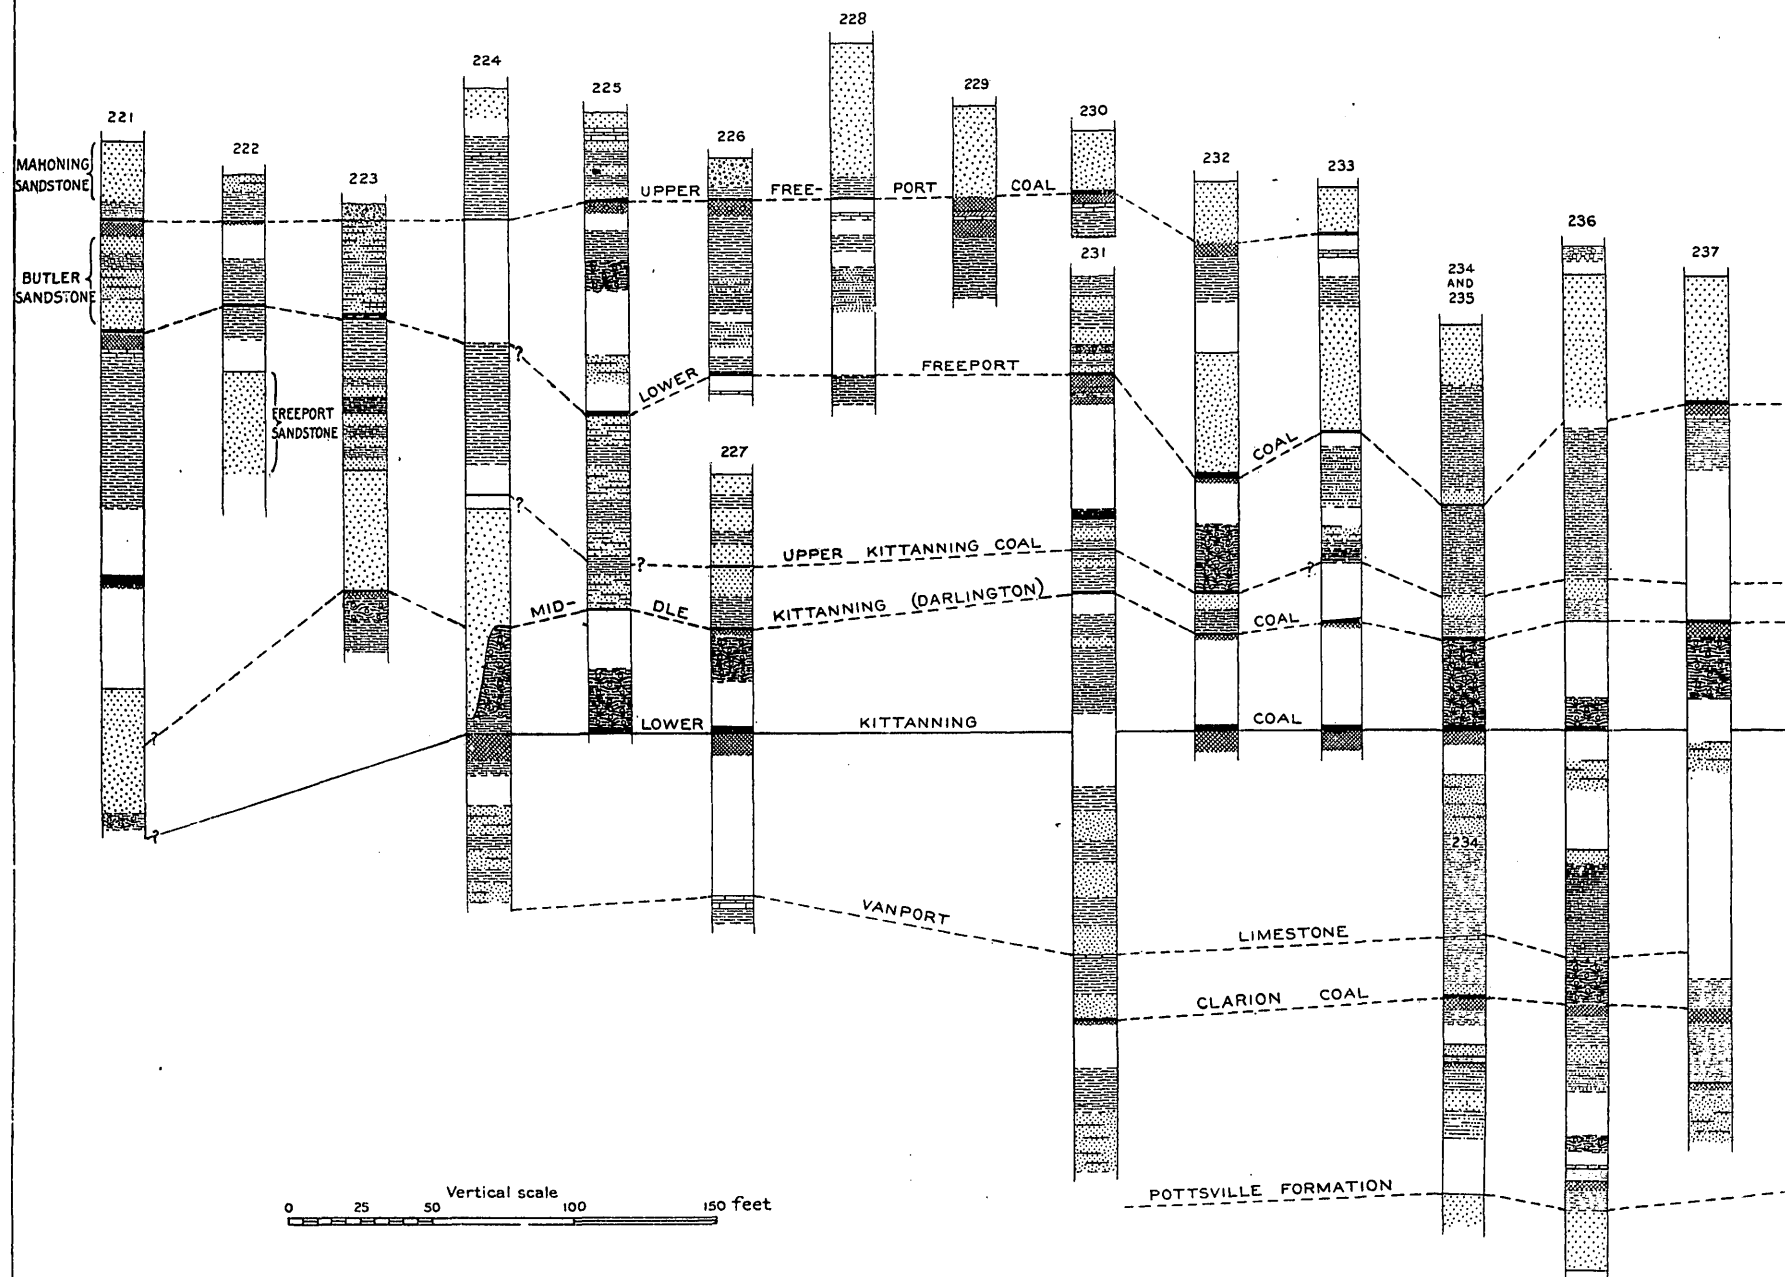 228
224
225
229
221
230
226
222
232
233
MAHONING
SANDSTONE
223
UPPER FREE- PORT COAL
236
231
237
BUTLER
SANDSTONE
234
AND
235
LOWER FREEPORT
FREEPORT
SANDSTONE
COAL
227
?
?
UPPER KITTANNING COAL
?
?
MID- DLE KITTANNING (DARLINGTON) COAL
LOWER KITTANNING COAL
?
?
234
VANPORT LIMESTONE
CLARION COAL
POTTSVILLE FORMATION
Vertical scale
0 25 50 100 150 feet